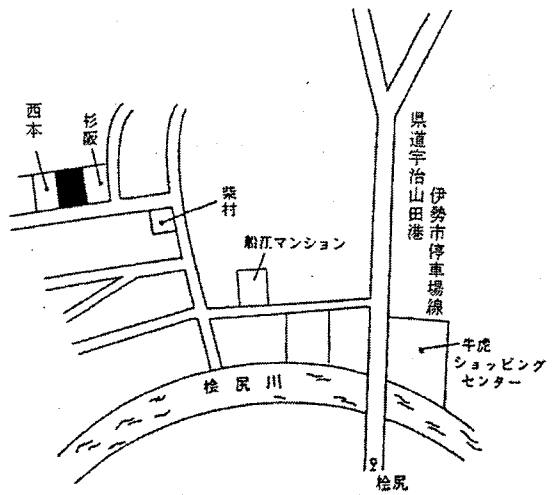 西本
杉阪
柴村
船江マンション
県道宇治山田港
伊勢市停車場線
牛虎
ショッピング
センター
桧尻川
桧尻